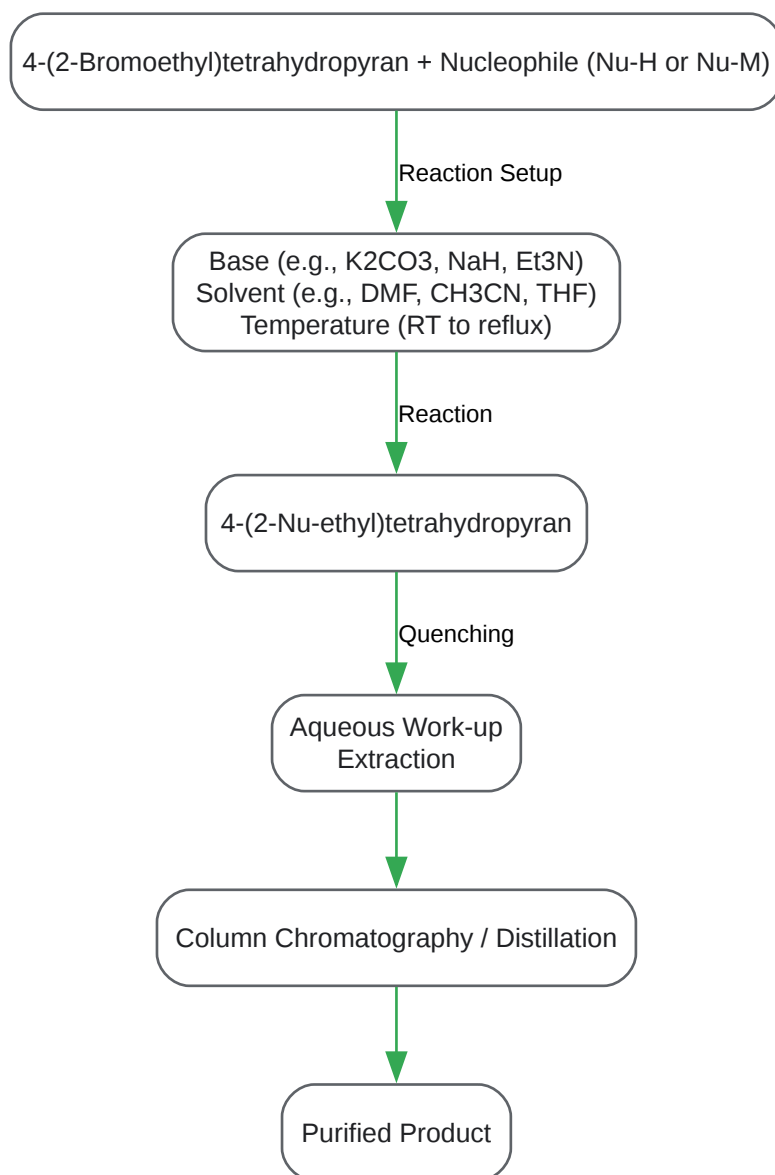 4-(2-Bromoethyl)tetrahydropyran + Nucleophile (Nu-H or Nu-M)
Reaction Setup
Base (e.g., K2CO3, NaH, Et3N)
Solvent (e.g., DMF, CH3CN, THF)
Temperature (RT to reflux)
Reaction
4-(2-Nu-ethyl)tetrahydropyran
Quenching
Aqueous Work-up
Extraction
Column Chromatography / Distillation
Purified Product